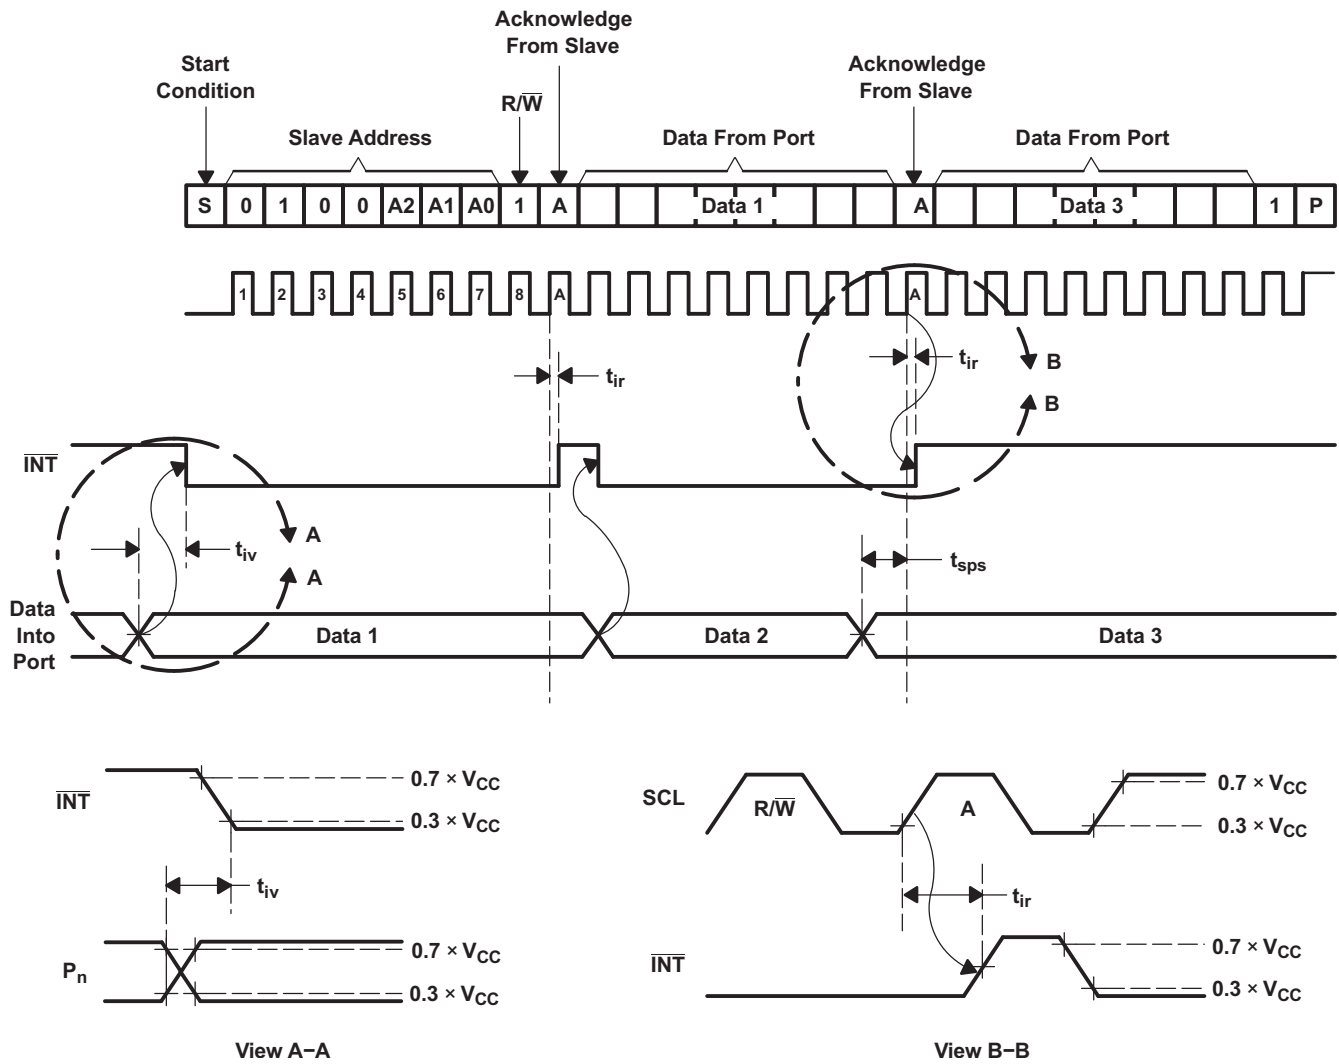 Acknowledge
From Slave
Start
Condition
Acknowledge
From Slave
R/W̅
Slave Address
Data From Port
Data From Port
S 0 1 0 0 A2 A1 A0 1 A Data 1 A Data 3 1 P
1 2 3 4 5 6 7 8 A A
t_ir
t_ir
B
B
I̅N̅T̅
A
t_iv
A
t_sps
Data
Into
Port
Data 1
Data 2
Data 3
I̅N̅T̅
0.7 × V_CC
0.3 × V_CC
t_iv
P_n
0.7 × V_CC
0.3 × V_CC
View A−A
SCL
R/W̅
A
0.7 × V_CC
0.3 × V_CC
t_ir
I̅N̅T̅
0.7 × V_CC
0.3 × V_CC
View B−B